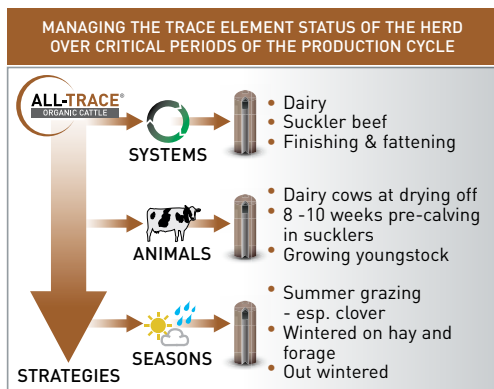 MANAGING THE TRACE ELEMENT STATUS OF THE HERD
OVER CRITICAL PERIODS OF THE PRODUCTION CYCLE
ALL-TRACE®
ORGANIC CATTLE
SYSTEMS
• Dairy
• Suckler beef
• Finishing & fattening
ANIMALS
• Dairy cows at drying off
• 8 -10 weeks pre-calving
in sucklers
• Growing youngstock
SEASONS
• Summer grazing
- esp. clover
• Wintered on hay and
forage
• Out wintered
STRATEGIES